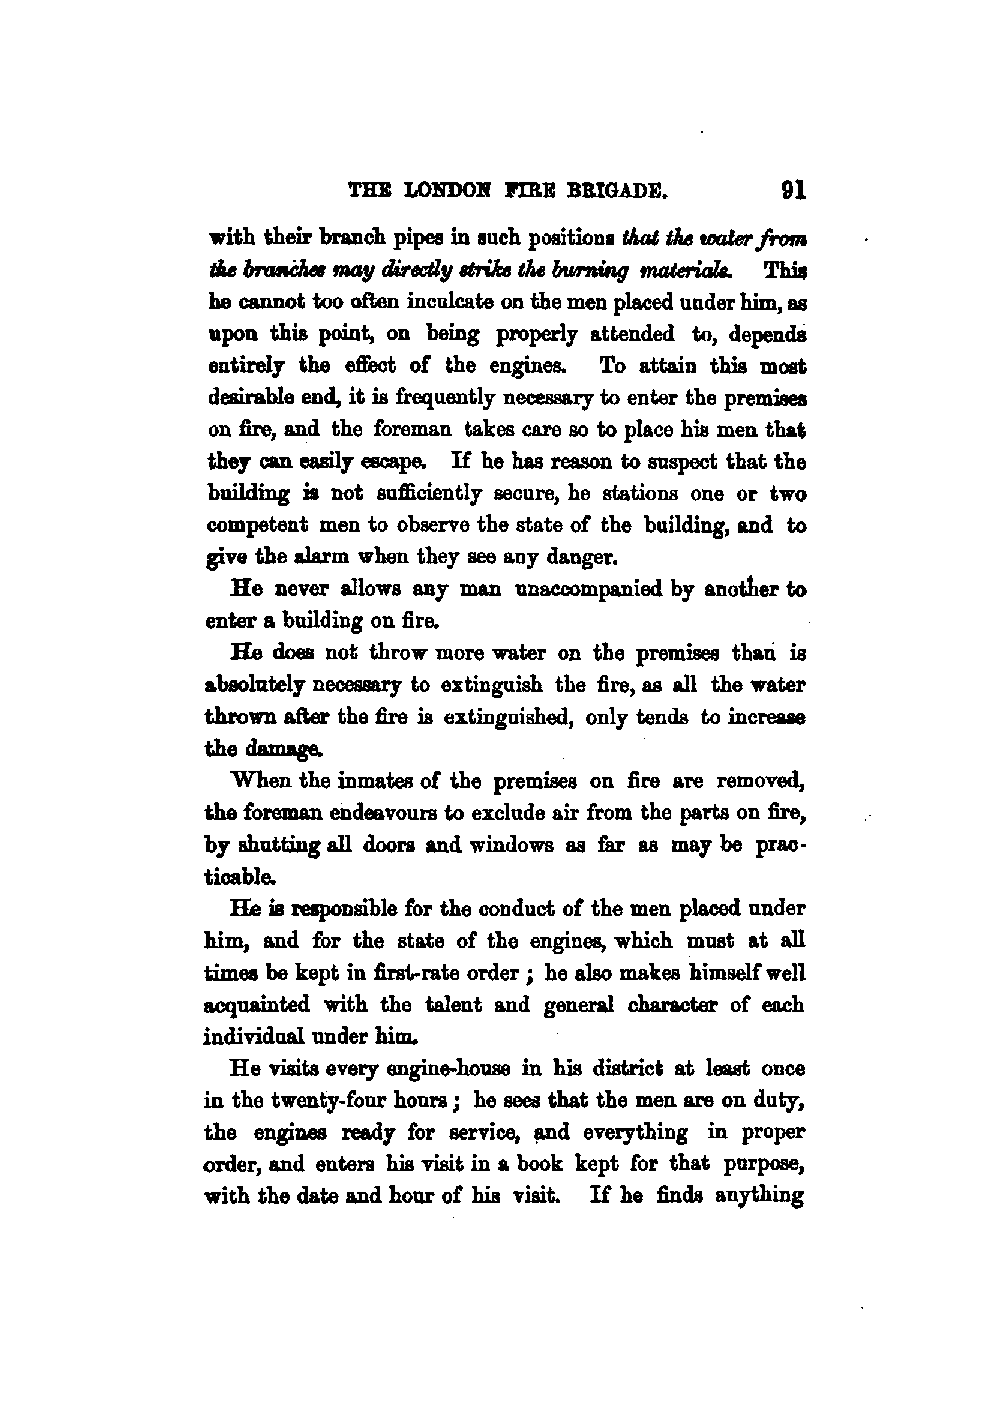 THE LONDON FIRE BRIGADE. 91
with their branch pipes in such positions that the water from
the branches may directly strike the burning materials. This
he cannot too often inculcate on the men placed under him, as
upon this point, on being properly attended to, depends
entirely the effect of the engines. To attain this most
desirable end, it is frequently necessary to enter the premises
on fire, and the foreman takes care so to place his men that
they can easily escape. If he has reason to suspect that the
building is not sufficiently secure, he stations one or two
competent men to observe the state of the building, and to
give the alarm when they see any danger.
He never allows any man unaccompanied by another to
enter a building on fire.
He does not throw more water on the premises than is
absolutely necessary to extinguish the fire, as all the water
thrown after the fire is extinguished, only tends to increase
the damage.
When the inmates of the premises on fire are removed,
the foreman endeavours to exclude air from the parts on fire,
by shutting all doors and windows as far as may be prac-
ticable.
He is responsible for the conduct of the men placed under
him, and for the state of the engines, which must at all
times be kept in first-rate order ; he also makes himself well
acquainted with the talent and general character of each
individual under him.
He visits every engine-house in his district at least once
in the twenty-four hours ; he sees that the men are on duty,
the engines ready for service, and everything in proper
order, and enters his visit in a book kept for that purpose,
with the date and hour of his visit. If he finds anything